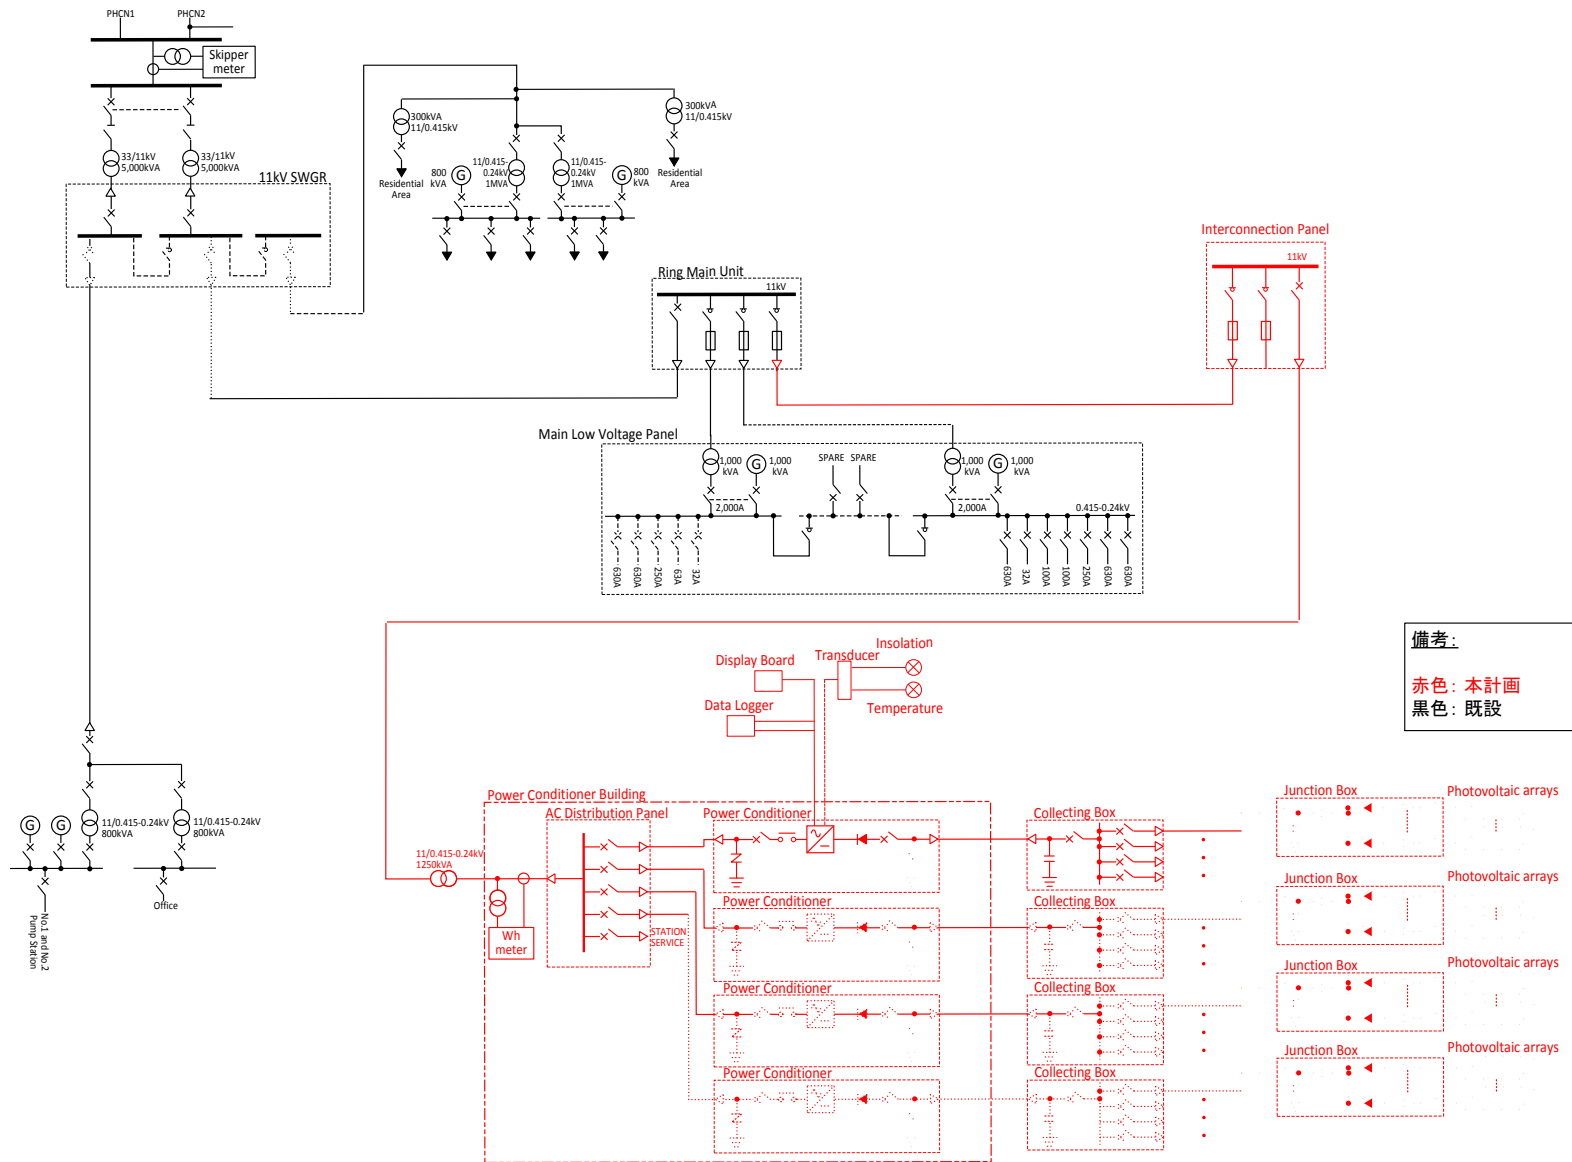 PHCN1
PHCN2
Skipper
meter
33/11kV
5,000kVA
33/11kV
5,000kVA
11kV SWGR
300kVA
11/0.415kV
Residential
Area
300kVA
11/0.415kV
Residential
Area
800
kVA
G
11/0.415-
0.24kV
1MVA
11/0.415-
0.24kV
1MVA
G
800
kVA
Ring Main Unit
11kV
Interconnection Panel
11kV
Main Low Voltage Panel
1,000
kVA
G
1,000
kVA
SPARE
SPARE
1,000
kVA
G
1,000
kVA
2,000A
2,000A
0.415-0.24kV
630A
630A
250A
63A
32A
630A
32A
100A
100A
250A
630A
630A
備考:
赤色: 本計画
黒色: 既設
Insolation
Transducer
Display Board
Temperature
Data Logger
G
G
11/0.415-0.24kV
800kVA
11/0.415-0.24kV
800kVA
Office
No.1 and No.2
Pump Station
Power Conditioner Building
AC Distribution Panel
11/0.415-0.24kV
1250kVA
Wh
meter
STATION
SERVICE
Power Conditioner
Collecting Box
Junction Box
Photovoltaic arrays
Power Conditioner
Collecting Box
Junction Box
Photovoltaic arrays
Power Conditioner
Collecting Box
Junction Box
Photovoltaic arrays
Power Conditioner
Collecting Box
Junction Box
Photovoltaic arrays